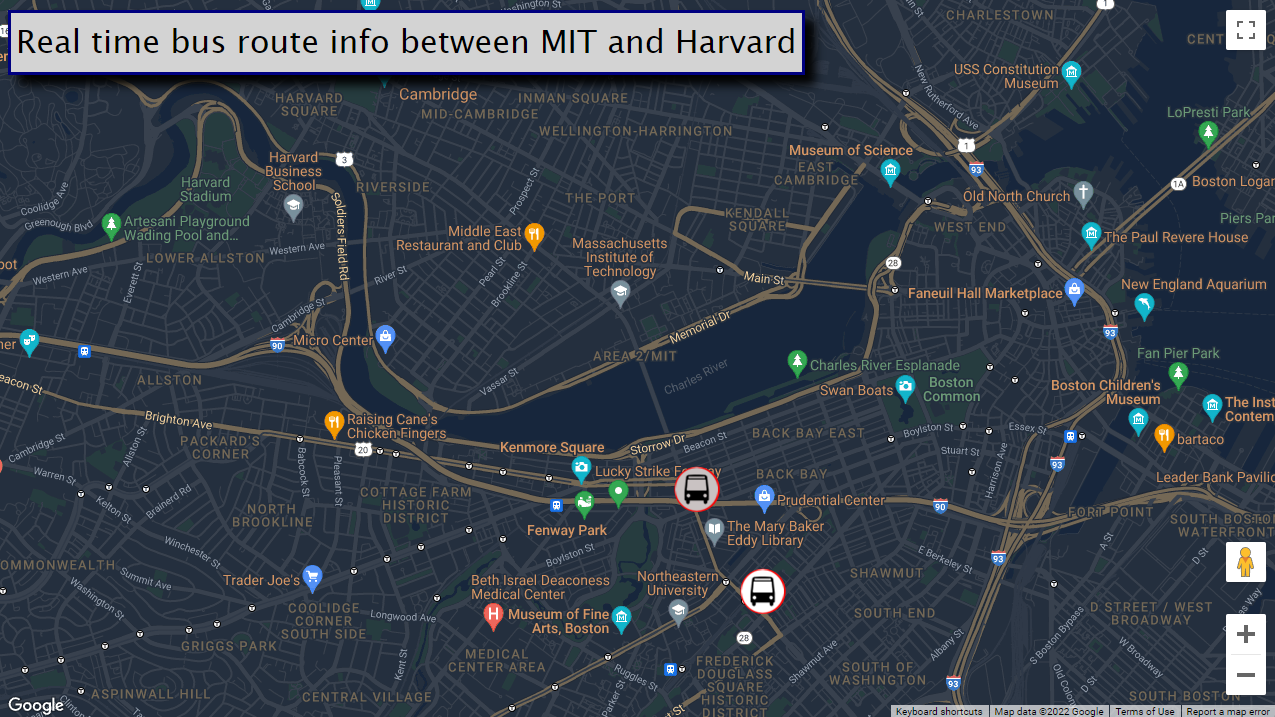 Real time bus route info between MIT and Harvard
Washington St
CHARLESTOWN
1
USS Constitution
Museum
New Rutherford Ave
LoPresti Park
Cambridge
INMAN SQUARE
HARVARD
SQUARE
MID-CAMBRIDGE
WELLINGTON-HARRINGTON
Museum of Science
1
93
EAST
CAMBRIDGE
Harvard
Business
School
3
RIVERSIDE
Prospect St
THE PORT
1A
Boston Logan
Old North Church
Harvard
Stadium
Coolidge Ave
Greenough Blvd
Artesani Playground
Wading Pool and...
Soldiers Field Rd
KENDALL
SQUARE
WEST END
Piers Par
The Paul Revere House
Middle East
Restaurant and Club
Massachusetts
Institute of
Technology
Western Ave
LOWER ALLSTON
Western Ave
Everett St
River St
Pearl St
Brookline St
Main St
28
Faneuil Hall Marketplace
New England Aquarium
Cambridge St
Memorial Dr
93
90
Micro Center
AREA 2/MIT
Charles River
Charles River Esplanade
Fan Pier Park
ALLSTON
Vassar St
Swan Boats
Boston
Common
Boston Children's
Museum
The Inst
Contem
eacon St
Brighton Ave
Raising Cane's
Chicken Fingers
20
PACKARD'S
CORNER
Cambridge St
Allston St
Babcock St
Pleasant St
Warren St
Kelton St
Brainerd Rd
Kenmore Square
Storrow Dr
Beacon St
BACK BAY EAST
Boylston St
Stuart St
Essex St
Harrison Ave
bartaco
93
Leader Bank Pavilio
Lucky Strike Fenway
BACK BAY
Prudential Center
90
COTTAGE FARM
HISTORIC
DISTRICT
NORTH
BROOKLINE
Fenway Park
The Mary Baker
Eddy Library
FORT POINT
SOUTH BOSTO
WATERFRONT
A St
D St
E Berkeley St
93
Winchester St
Boylston St
OMMONWEALTH
Washington St
Summit Ave
Trader Joe's
Beth Israel Deaconess
Medical Center
Northeastern
University
SHAWMUT
Museum of Fine
Arts, Boston
COOLIDGE
CORNER
SOUTH SIDE
Longwood Ave
GRIGGS PARK
SOUTH END
D STREET / WEST
BROADWAY
28
Shawmut Ave
Albany St
S Boston Bypass
W Broadway
Kent St
MEDICAL
CENTER AREA
Ruggles St
Parker St
FREDERICK
DOUGLASS
SQUARE
HISTORIC
DISTRICT
SOUTH OF
WASHINGTON
93
D St
ASPINWALL HILL
CENTRAL VILLAGE
SOUTH BOSTON
Google
Keyboard shortcuts
Map data ©2022 Google
Terms of Use
Report a map error